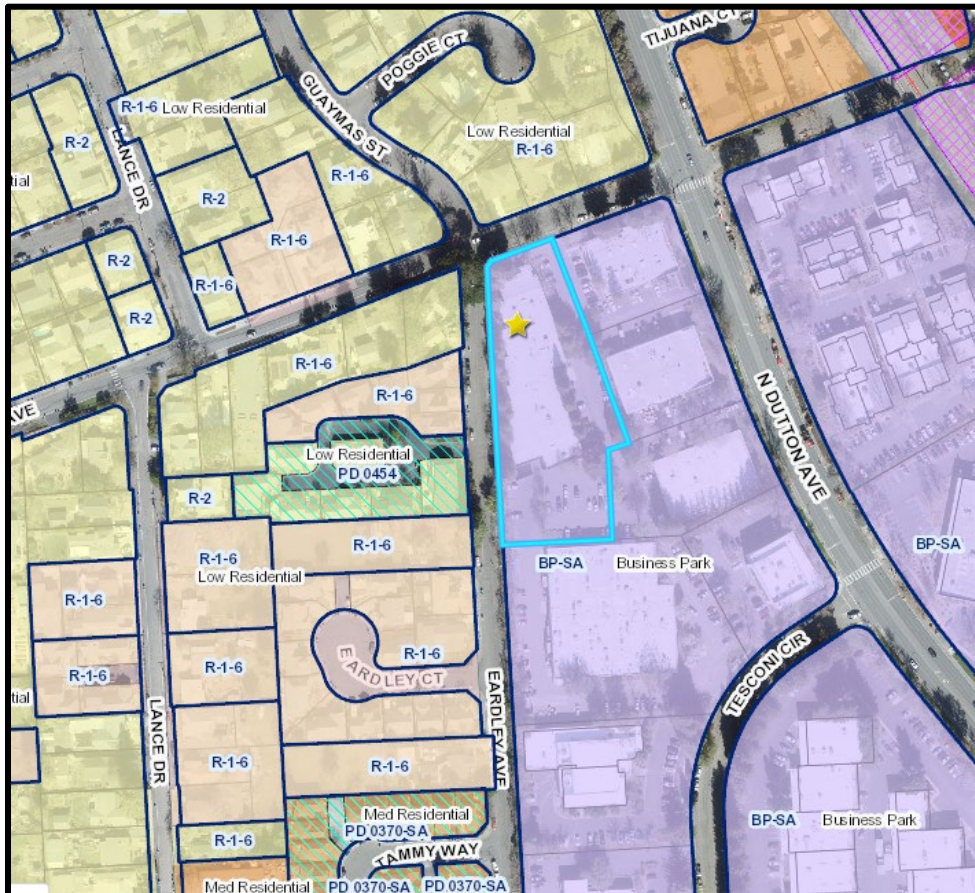 TIJUANA CT
POGGIE CT
GUAYMAS ST
R-1-6 Low Residential
R-2
LANCE DR
Low Residential
R-1-6
tial
R-2
R-1-6
R-1-6
R-2
R-1-6
R-2
R-1-6
AVE
R-1-6
Low Residential
PD 0454
N DUTTON AVE
R-2
R-1-6
R-1-6
Low Residential
BP-SA
Business Park
BP-SA
R-1-6
R-1-6
R-1-6
EARDLEY CT
R-1-6
tial
LANCE DR
EARDLEY AVE
TESCONI CIR
R-1-6
R-1-6
Med Residential
PD 0370-SA
BP-SA
Business Park
R-1-6
TAMMY WAY
Med Residential
PD 0370-SA
PD 0370-SA